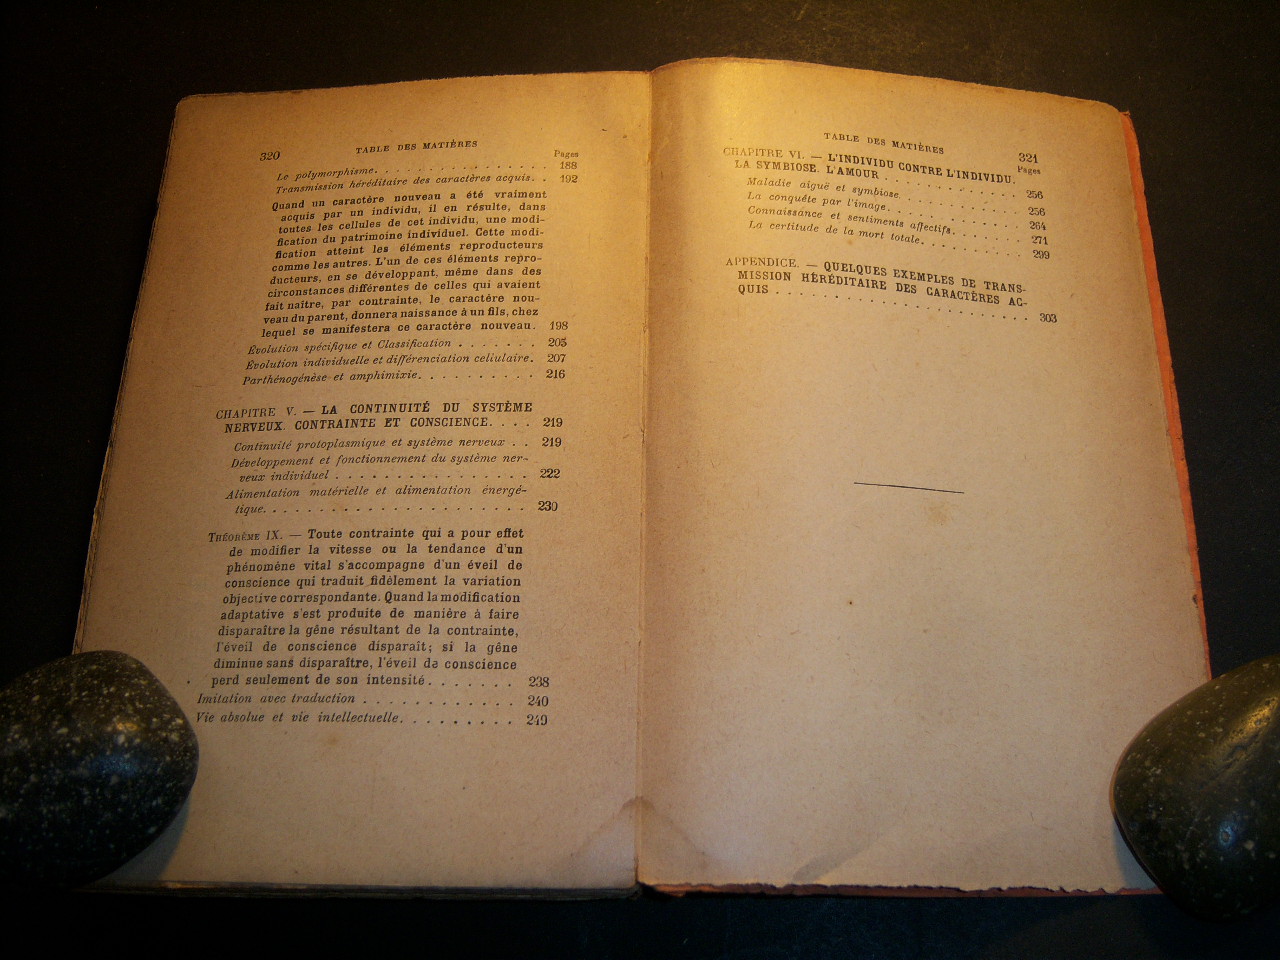 320 TABLE DES MATIÈRES
Pages
Le polymorphisme. . . . . . . . . . . . . . . 188
Transmission héréditaire des caractères acquis. . 192
Quand un caractère nouveau a été vraiment
acquis par un individu, il en résulte, dans
toutes les cellules de cet individu, une modi-
fication du patrimoine individuel. Cette modi-
fication atteint les éléments reproducteurs
comme les autres. L'un de ces éléments repro-
ducteurs, en se développant, même dans des
circonstances différentes de celles qui avaient
fait naître, par contrainte, le caractère nou-
veau du parent, donnera naissance à un fils, chez
lequel se manifestera ce caractère nouveau. 198
Évolution spécifique et Classification . . . . . . . 205
Évolution individuelle et différenciation cellulaire. 207
Parthénogénèse et amphimixie. . . . . . . . . . 216
CHAPITRE V. — LA CONTINUITÉ DU SYSTÈME
NERVEUX. CONTRAINTE ET CONSCIENCE. . . . 219
Continuité protoplasmique et système nerveux . . 219
Développement et fonctionnement du système ner-
veux individuel . . . . . . . . . . . . . . . . 222
Alimentation matérielle et alimentation énergé-
tique. . . . . . . . . . . . . . . . . . . . . . 230
THÉORÈME IX. — Toute contrainte qui a pour effet
de modifier la vitesse ou la tendance d'un
phénomène vital s'accompagne d'un éveil de
conscience qui traduit fidèlement la variation
objective correspondante. Quand la modification
adaptative s'est produite de manière à faire
disparaître la gêne résultant de la contrainte,
l'éveil de conscience disparaît; si la gêne
diminue sans disparaître, l'éveil de conscience
perd seulement de son intensité. . . . . . . 238
Imitation avec traduction . . . . . . . . . . . . 240
Vie absolue et vie intellectuelle. . . . . . . . . 249
TABLE DES MATIÈRES 321
Pages
CHAPITRE VI. — L'INDIVIDU CONTRE L'INDIVIDU.
LA SYMBIOSE. L'AMOUR . . . . . . . . . . . . 256
Maladie aiguë et symbiose. . . . . . . . . . . 256
La conquête par l'image. . . . . . . . . . . . 264
Connaissance et sentiments affectifs. . . . . . . 271
La certitude de la mort totale. . . . . . . . . 299
APPENDICE. — QUELQUES EXEMPLES DE TRANS-
MISSION HÉRÉDITAIRE DES CARACTÈRES AC-
QUIS . . . . . . . . . . . . . . . . . . . . . 303